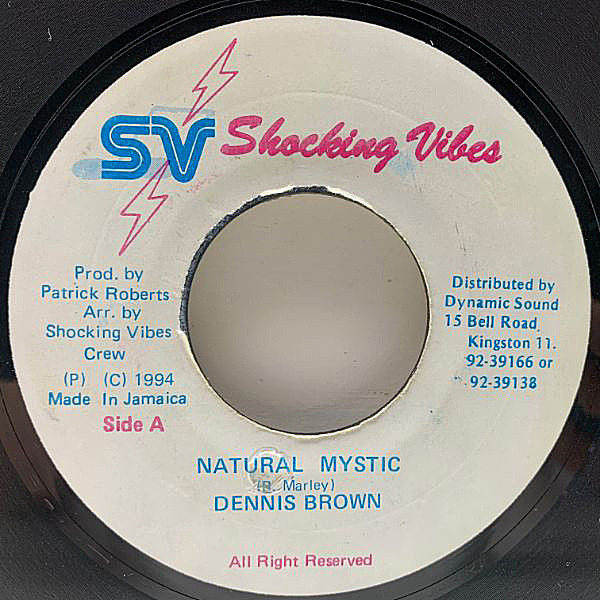 SV Shocking Vibes
Prod. by
Patrick Roberts
Arr. by
Shocking Vibes
Crew
(P) (C) 1994
Made In Jamaica
Side A
Distributed by
Dynamic Sound
15 Bell Road
Kingston 11.
92-39166 or
92-39138
NATURAL MYSTIC
(R. Marley)
DENNIS BROWN
All Right Reserved